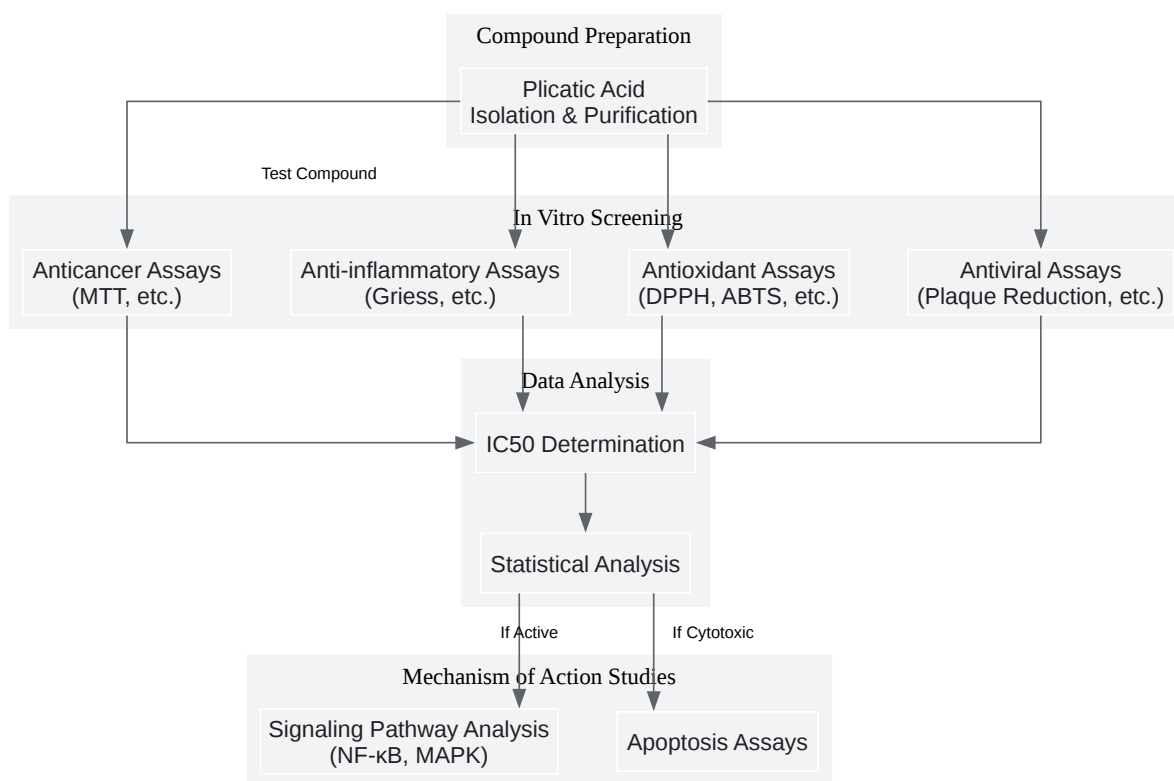 Compound Preparation
Plicatic Acid
Isolation & Purification
Test Compound
In Vitro Screening
Anticancer Assays
(MTT, etc.)
Anti-inflammatory Assays
(Griess, etc.)
Antioxidant Assays
(DPPH, ABTS, etc.)
Antiviral Assays
(Plaque Reduction, etc.)
Data Analysis
IC50 Determination
Statistical Analysis
If Active
If Cytotoxic
Mechanism of Action Studies
Signaling Pathway Analysis
(NF-κB, MAPK)
Apoptosis Assays